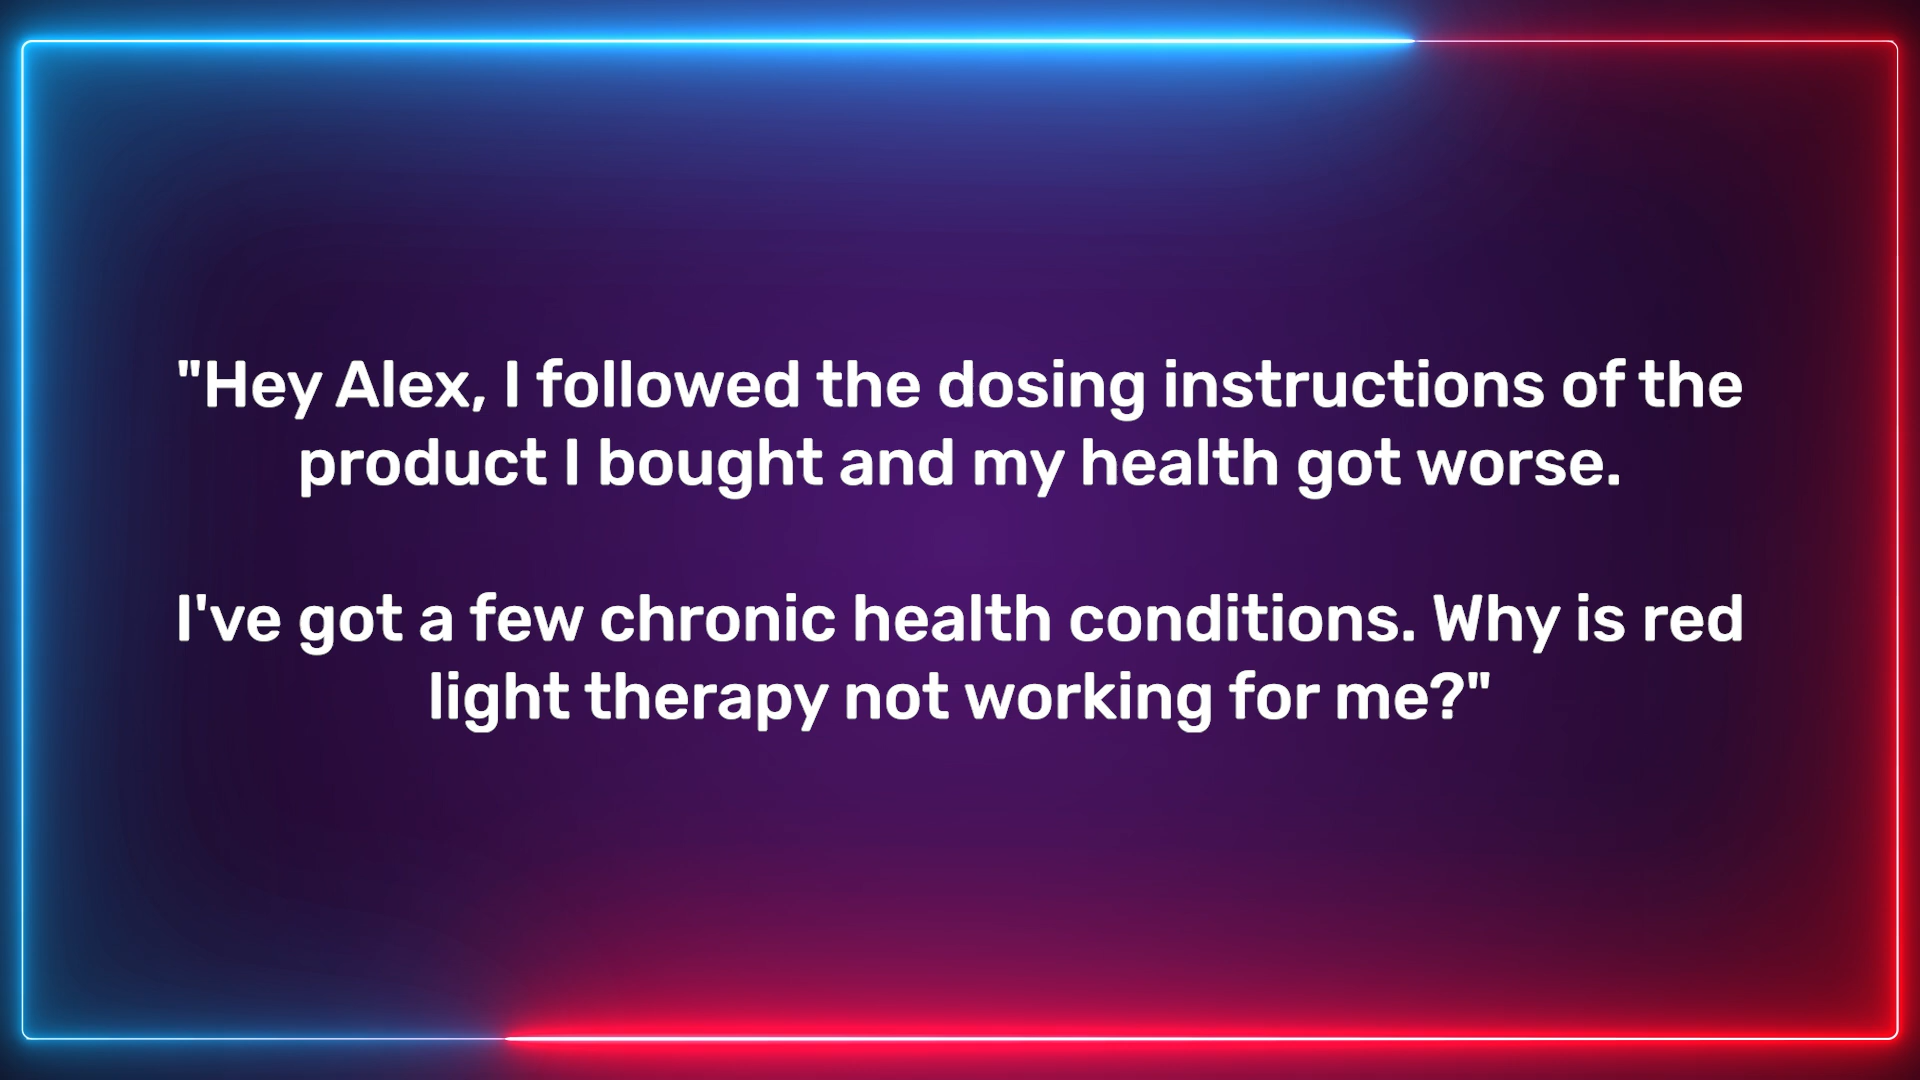 "Hey Alex, I followed the dosing instructions of the
product I bought and my health got worse.
I've got a few chronic health conditions. Why is red
light therapy not working for me?"